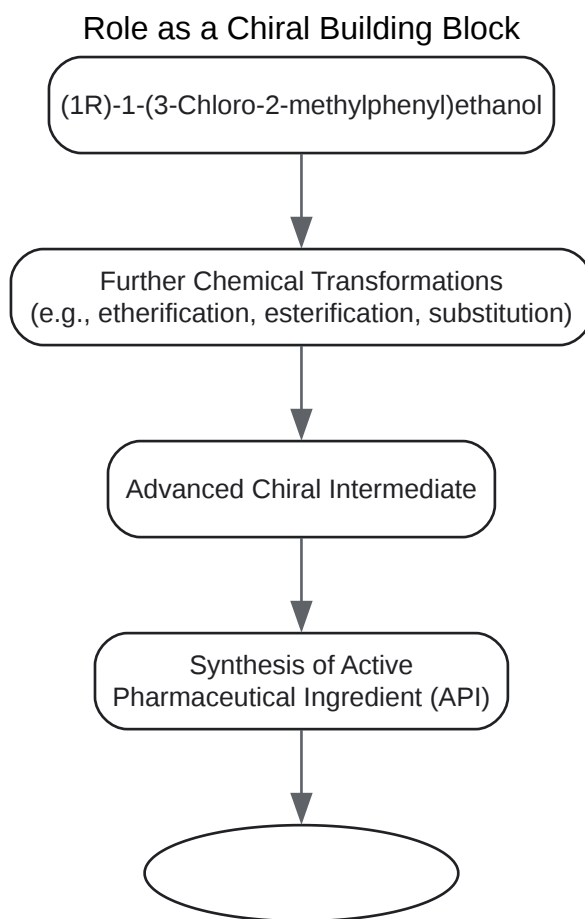 Role as a Chiral Building Block
(1R)-1-(3-Chloro-2-methylphenyl)ethanol
Further Chemical Transformations
(e.g., etherification, esterification, substitution)
Advanced Chiral Intermediate
Synthesis of Active
Pharmaceutical Ingredient (API)